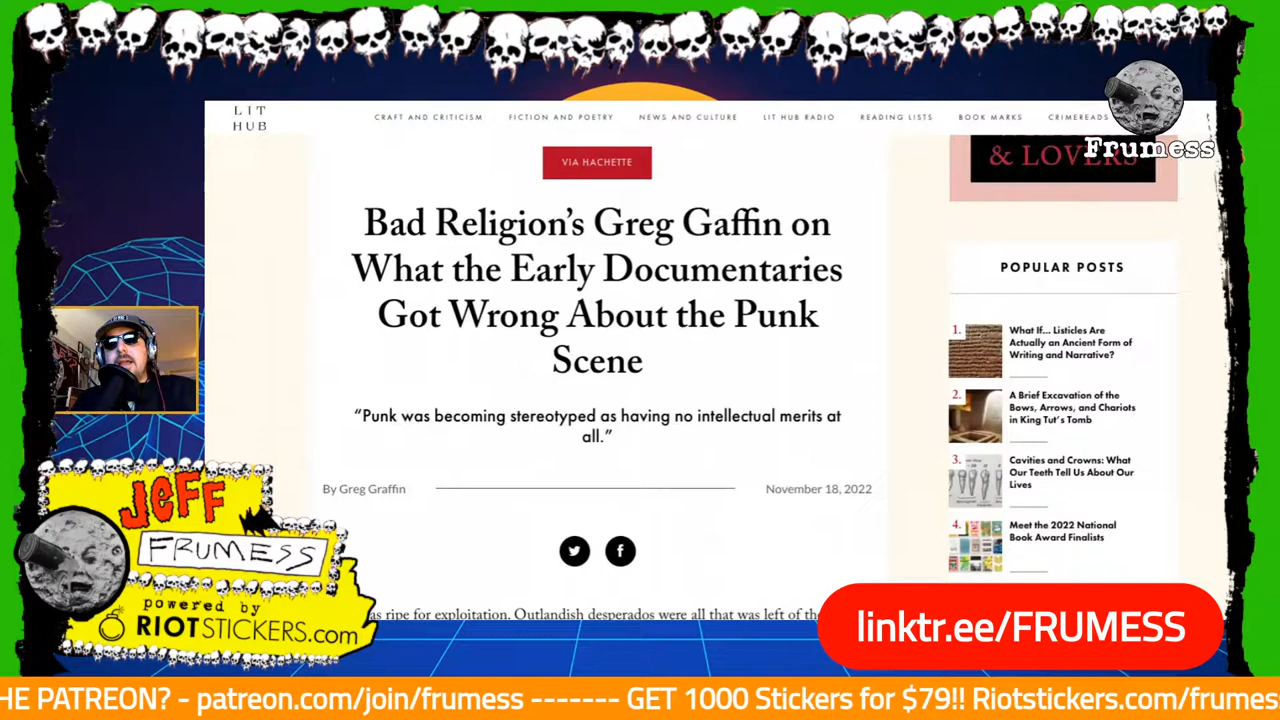 LIT
HUB
CRAFT AND CRITICISM
FICTION AND POETRY
NEWS AND CULTURE
LIT HUB RADIO
READING LISTS
BOOK MARKS
CRIMEREADS
Frumess
& LOVERS
VIA HACHETTE
Bad Religion’s Greg Gaffin on
What the Early Documentaries
Got Wrong About the Punk
Scene
“Punk was becoming stereotyped as having no intellectual merits at
all.”
By Greg Graffin
November 18, 2022
POPULAR POSTS
1.
What If... Listicles Are
Actually an Ancient Form of
Writing and Narrative?
2.
A Brief Excavation of the
Bows, Arrows, and Chariots
in King Tut’s Tomb
3.
Cavities and Crowns: What
Our Teeth Tell Us About Our
Lives
4.
Meet the 2022 National
Book Award Finalists
as ripe for exploitation. Outlandish desperados were all that was left of the
JEFF
FRUMESS
powered by
RIOTSTICKERS.com
linktr.ee/FRUMESS
HE PATREON? - patreon.com/join/frumess ------- GET 1000 Stickers for $79!! Riotstickers.com/frumes